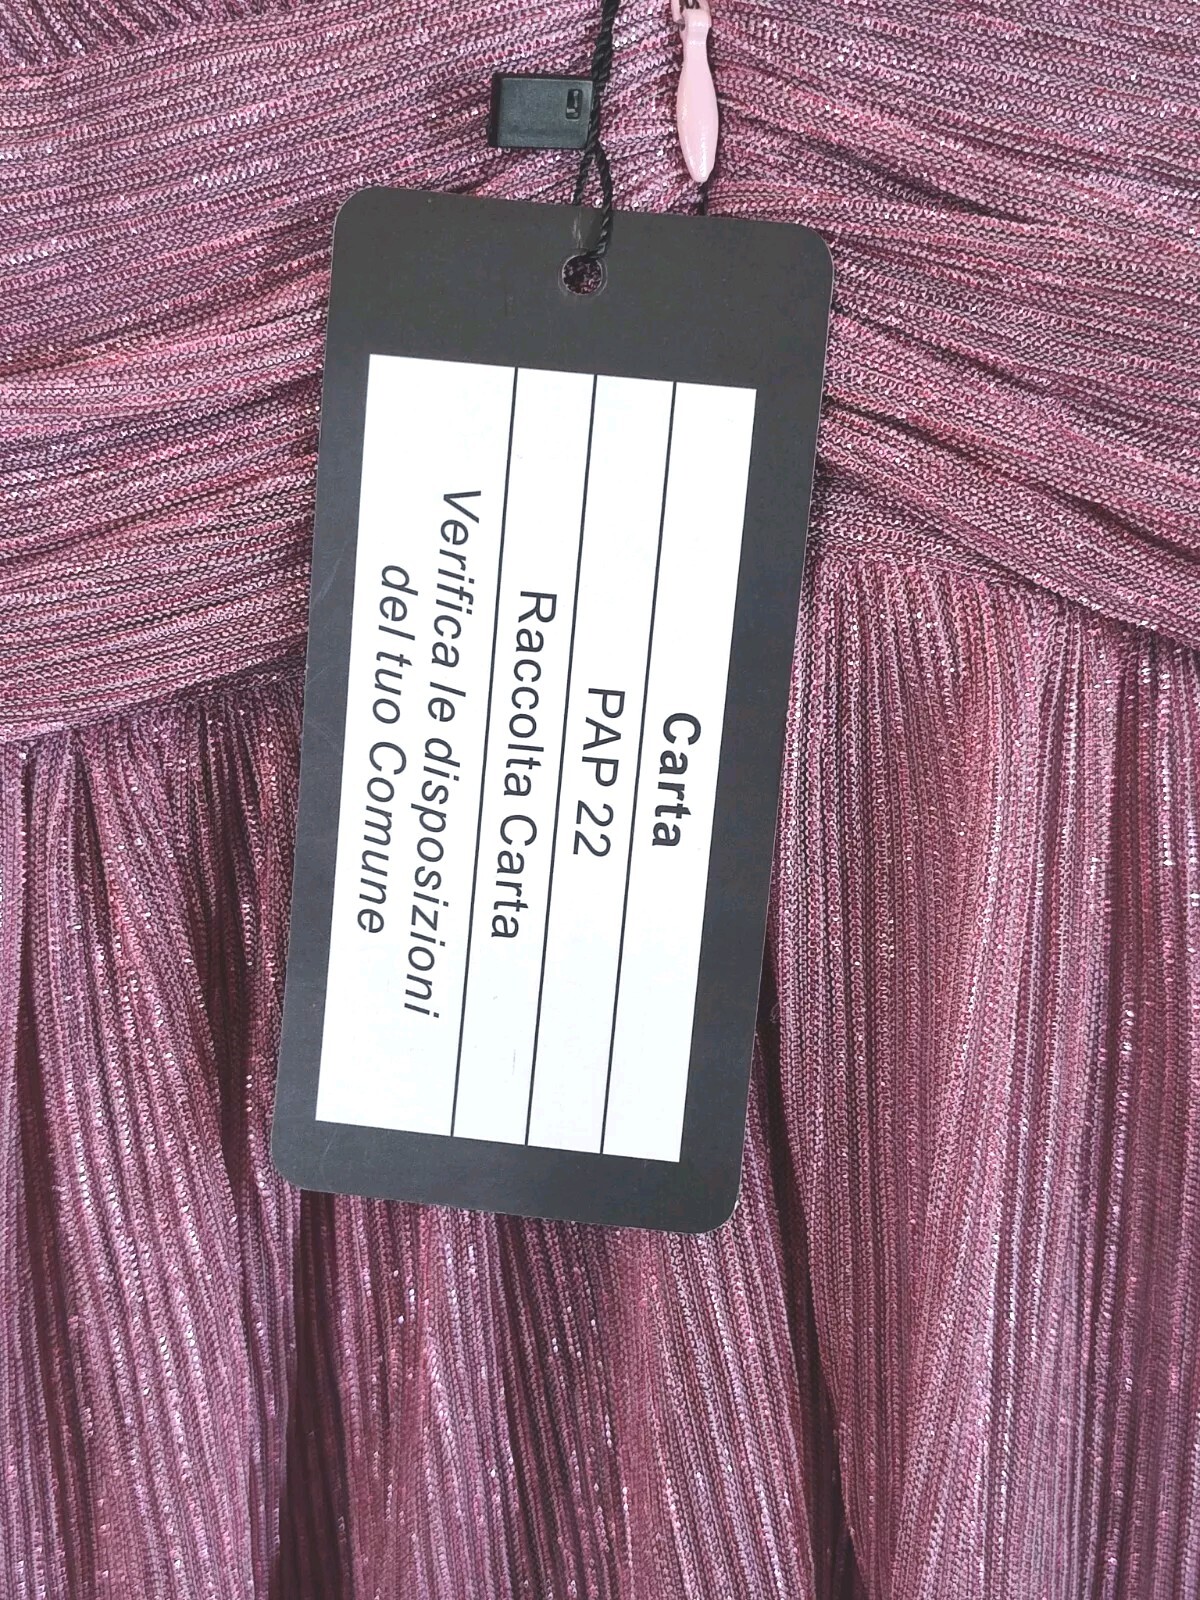 Carta
PAP 22
Raccolta Carta
Verifica le disposizioni
del tuo Comune